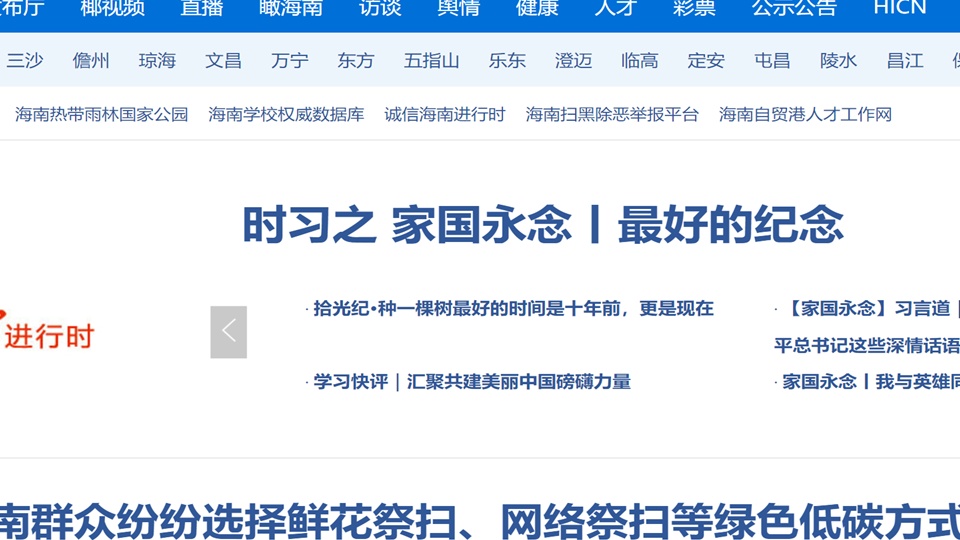 布厅 椰视频 直播 瞰海南 访谈 舆情 健康 人才 彩票 公示公告 HICN
三沙 儋州 琼海 文昌 万宁 东方 五指山 乐东 澄迈 临高 定安 屯昌 陵水 昌江
海南热带雨林国家公园 海南学校权威数据库 诚信海南进行时 海南扫黑除恶举报平台 海南自贸港人才工作网
时习之 家国永念丨最好的纪念
进行时
· 拾光纪·种一棵树最好的时间是十年前，更是现在
· 【家国永念】习言道｜
平总书记这些深情话语
· 学习快评｜汇聚共建美丽中国磅礴力量
· 家国永念丨我与英雄同
南群众纷纷选择鲜花祭扫、网络祭扫等绿色低碳方式